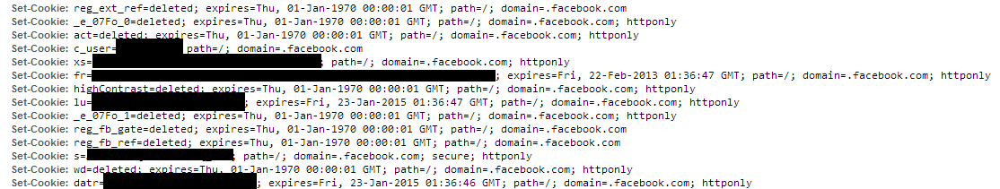 Set-Cookie: reg_ext_ref=deleted; expires=Thu, 01-Jan-1970 00:00:01 GMT; path=/; domain=.facebook.com
Set-Cookie: _e_07Fo_0=deleted; expires=Thu, 01-Jan-1970 00:00:01 GMT; path=/; domain=.facebook.com; httponly
Set-Cookie: act=deleted; expires=Thu, 01-Jan-1970 00:00:01 GMT; path=/; domain=.facebook.com; httponly
Set-Cookie: c_user= path=/; domain=.facebook.com
Set-Cookie: xs= ; path=/; domain=.facebook.com; httponly
Set-Cookie: fr= ; expires=Fri, 22-Feb-2013 01:36:47 GMT; path=/; domain=.facebook.com; httponly
Set-Cookie: highContrast=deleted; expires=Thu, 01-Jan-1970 00:00:01 GMT; path=/; domain=.facebook.com; httponly
Set-Cookie: lu= ; expires=Fri, 23-Jan-2015 01:36:47 GMT; path=/; domain=.facebook.com; httponly
Set-Cookie: _e_07Fo_1=deleted; expires=Thu, 01-Jan-1970 00:00:01 GMT; path=/; domain=.facebook.com; httponly
Set-Cookie: reg_fb_gate=deleted; expires=Thu, 01-Jan-1970 00:00:01 GMT; path=/; domain=.facebook.com
Set-Cookie: reg_fb_ref=deleted; expires=Thu, 01-Jan-1970 00:00:01 GMT; path=/; domain=.facebook.com
Set-Cookie: s= ; path=/; domain=.facebook.com; secure; httponly
Set-Cookie: wd=deleted; expires=Thu, 01-Jan-1970 00:00:01 GMT; path=/; domain=.facebook.com; httponly
Set-Cookie: datr= ; expires=Fri, 23-Jan-2015 01:36:46 GMT; path=/; domain=.facebook.com; httponly